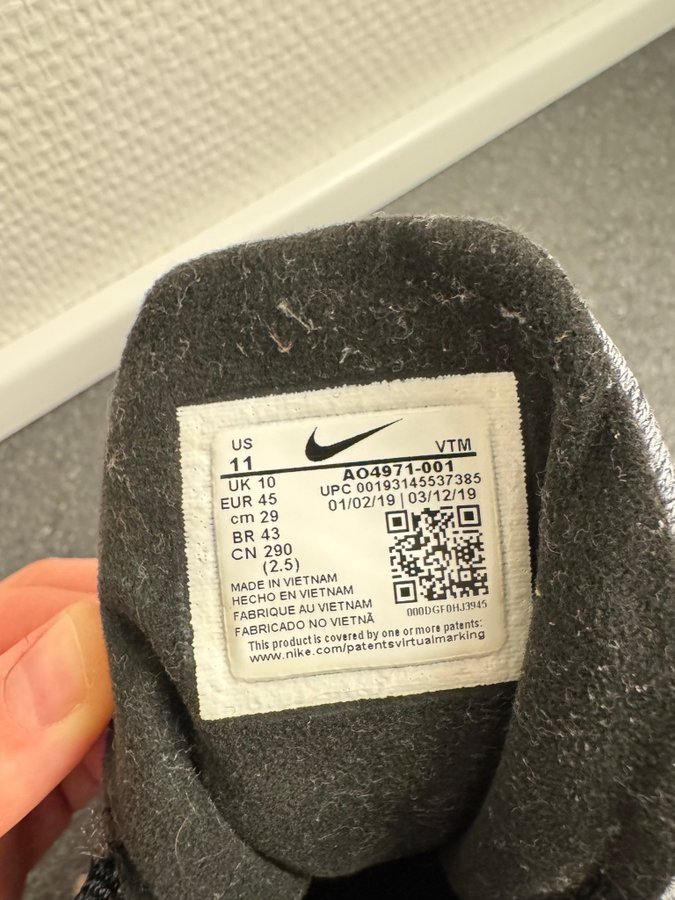 US
11
VTM
UK 10
EUR 45
cm 29
BR 43
CN 290
(2.5)
AO4971-001
UPC 00193145537385
01/02/19 | 03/12/19
000DGF0HJ3945
MADE IN VIETNAM
HECHO EN VIETNAM
FABRIQUE AU VIETNAM
FABRICADO NO VIETNÃ
This product is covered by one or more patents:
www.nike.com/patentsvirtualmarking